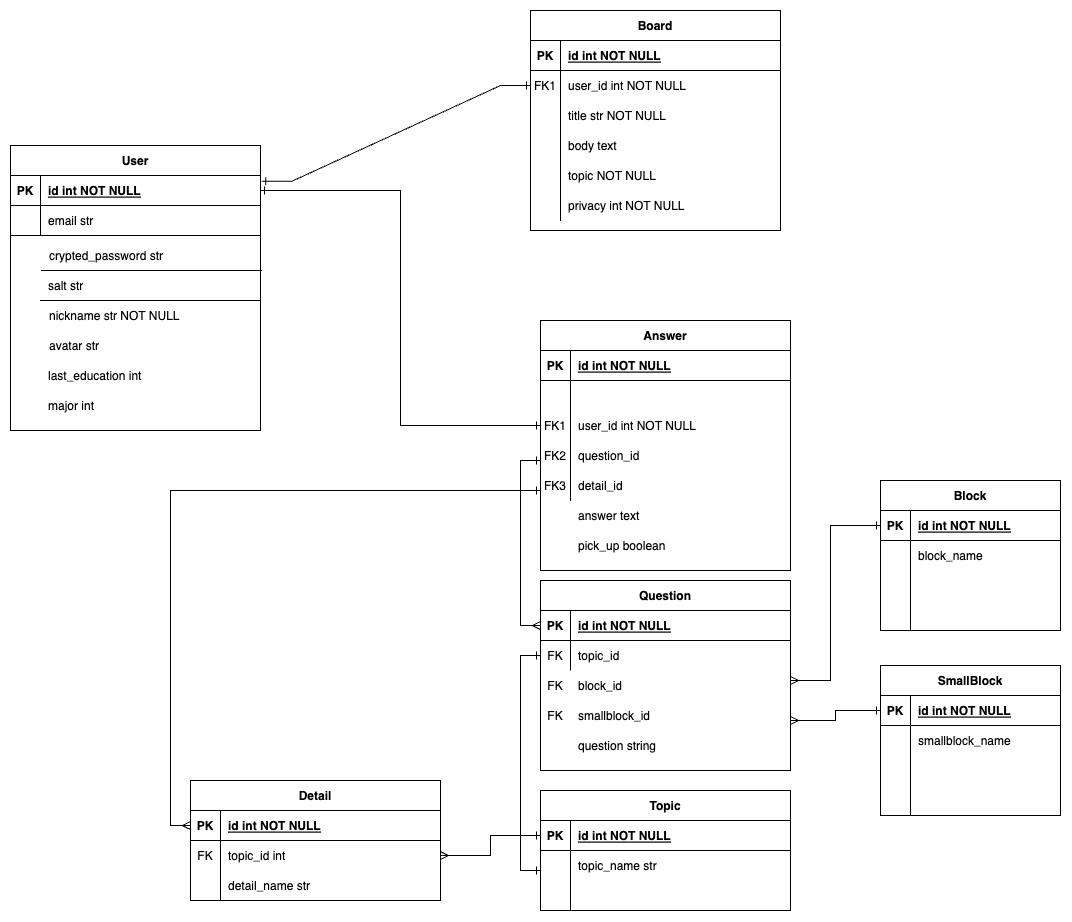 Board
PK id int NOT NULL
FK1 user_id int NOT NULL
title str NOT NULL
body text
topic NOT NULL
privacy int NOT NULL
User
PK id int NOT NULL
email str
crypted_password str
salt str
nickname str NOT NULL
avatar str
last_education int
major int
Answer
PK id int NOT NULL
FK1 user_id int NOT NULL
FK2 question_id
FK3 detail_id
answer text
pick_up boolean
Block
PK id int NOT NULL
block_name
Question
PK id int NOT NULL
FK topic_id
FK block_id
FK smallblock_id
question string
SmallBlock
PK id int NOT NULL
smallblock_name
Detail
PK id int NOT NULL
FK topic_id int
detail_name str
Topic
PK id int NOT NULL
topic_name str